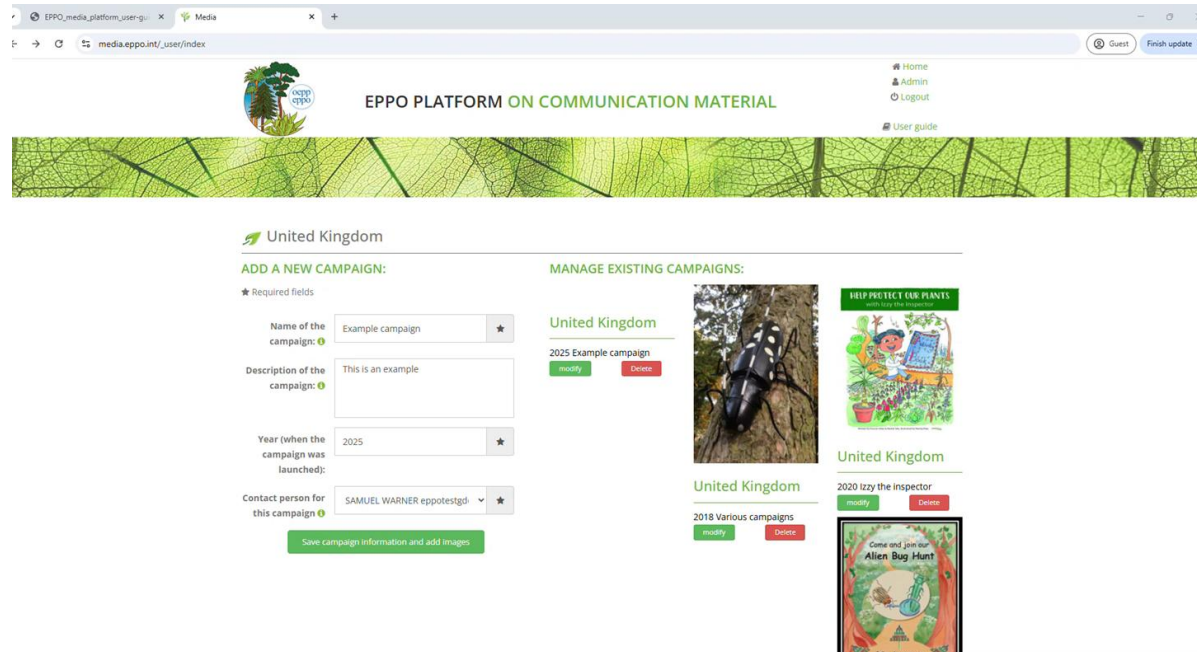 EPPO_media_platform_user-gui
Media
media.eppo.int/_user/index
Guest
Finish update
oepp
eppo
EPPO PLATFORM ON COMMUNICATION MATERIAL
Home
Admin
Logout
User guide
United Kingdom
ADD A NEW CAMPAIGN:
Required fields
Name of the
campaign:
Example campaign
Description of the
campaign:
This is an example
Year (when the
campaign was
launched):
2025
Contact person for
this campaign
SAMUEL WARNER eppotestgd
Save campaign information and add images
MANAGE EXISTING CAMPAIGNS:
United Kingdom
2025 Example campaign
modify
Delete
United Kingdom
2018 Various campaigns
modify
Delete
HELP PROTECT OUR PLANTS
with Izzy the Inspector
United Kingdom
2020 Izzy the inspector
modify
Delete
Come and join our
Alien Bug Hunt